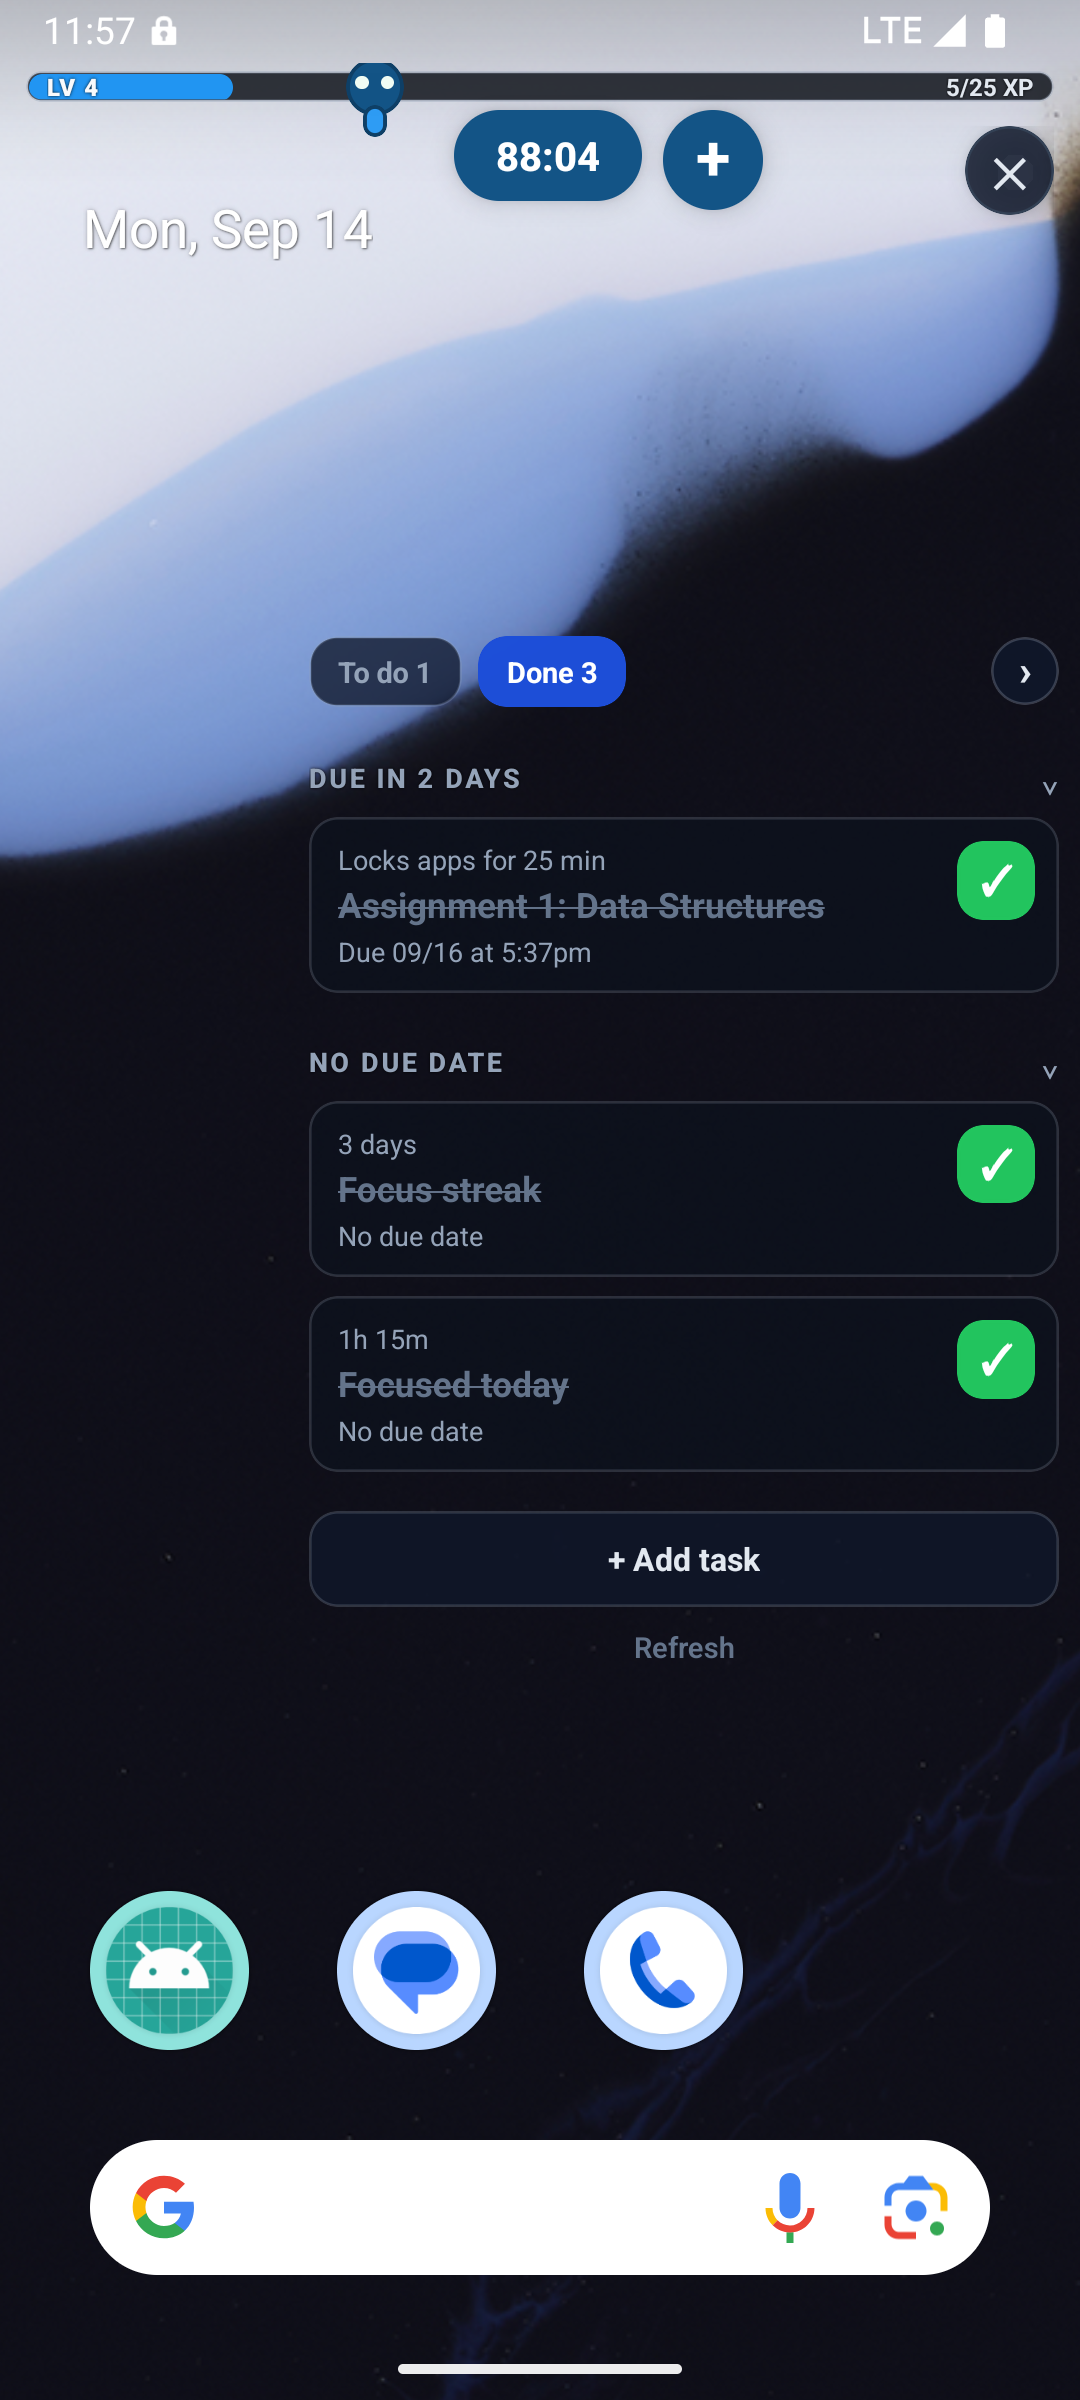 11:57
LTE
LV 4
5/25 XP
88:04
+
Mon, Sep 14
To do 1
Done 3
›
DUE IN 2 DAYS
Locks apps for 25 min
Assignment 1: Data Structures
Due 09/16 at 5:37pm
NO DUE DATE
3 days
Focus streak
No due date
1h 15m
Focused today
No due date
+ Add task
Refresh